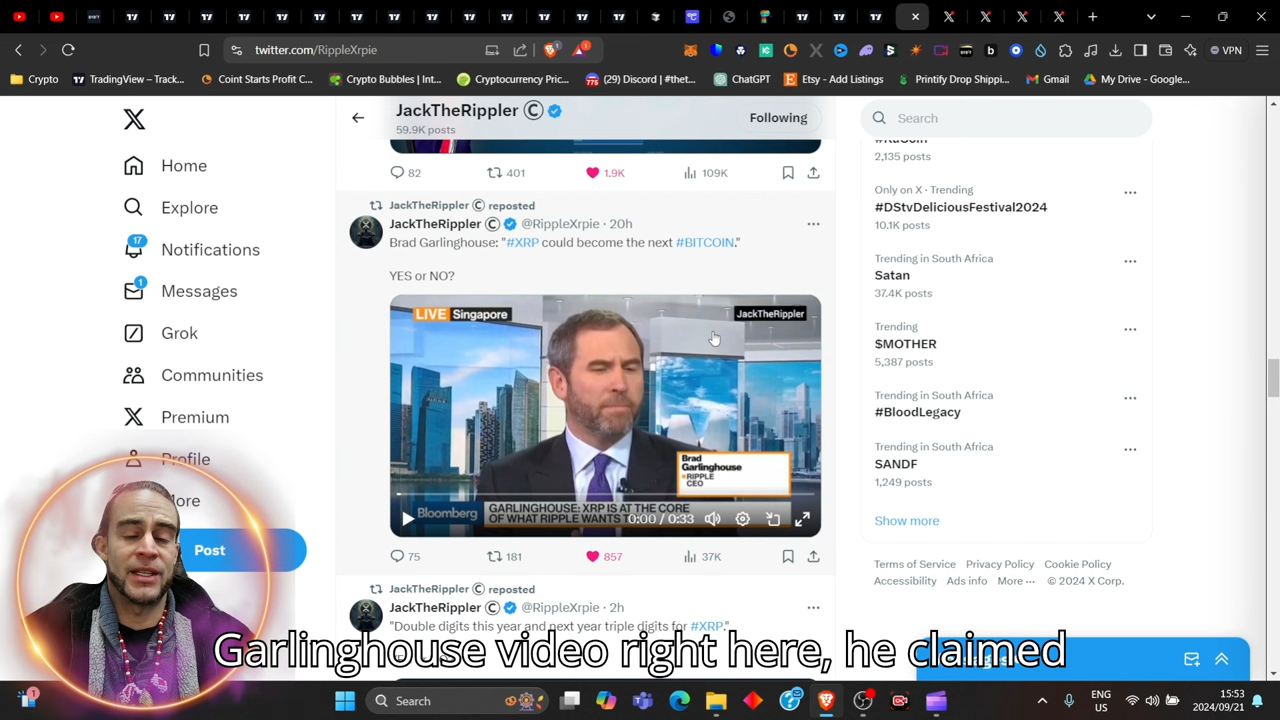 twitter.com/RippleXrpie
VPN
Crypto
TradingView – Track...
Coin Starts Profit C...
Crypto Bubbles | Int...
Cryptocurrency Pric...
(29) Discord | #thet...
ChatGPT
Etsy - Add Listings
Printify Drop Shippi...
Gmail
My Drive - Google...
JackTheRippler ©
59.9K posts
Following
Search
Home
Explore
17
Notifications
1
Messages
Grok
Communities
Premium
Profile
More
Post
82
401
1.9K
109K
JackTheRippler © reposted
JackTheRippler © @RippleXrpie · 20h
Brad Garlinghouse: "#XRP could become the next #BITCOIN."
YES or NO?
LIVE Singapore
JackTheRippler
Brad
Garlinghouse
RIPPLE
CEO
Bloomberg
GARLINGHOUSE: XRP IS AT THE CORE
OF WHAT RIPPLE WANTS
0:00 / 0:33
75
181
857
37K
JackTheRippler © reposted
JackTheRippler © @RippleXrpie · 2h
"Double digits this year and next year triple digits for #XRP."
2,135 posts
Only on X · Trending
#DStvDeliciousFestival2024
10.1K posts
Trending in South Africa
Satan
37.4K posts
Trending
$MOTHER
5,387 posts
Trending in South Africa
#BloodLegacy
Trending in South Africa
SANDF
1,249 posts
Show more
Terms of Service Privacy Policy Cookie Policy
Accessibility Ads info More ··· © 2024 X Corp.
Garlinghouse video right here, he claimed
1
Search
ENG
US
15:53
2024/09/21